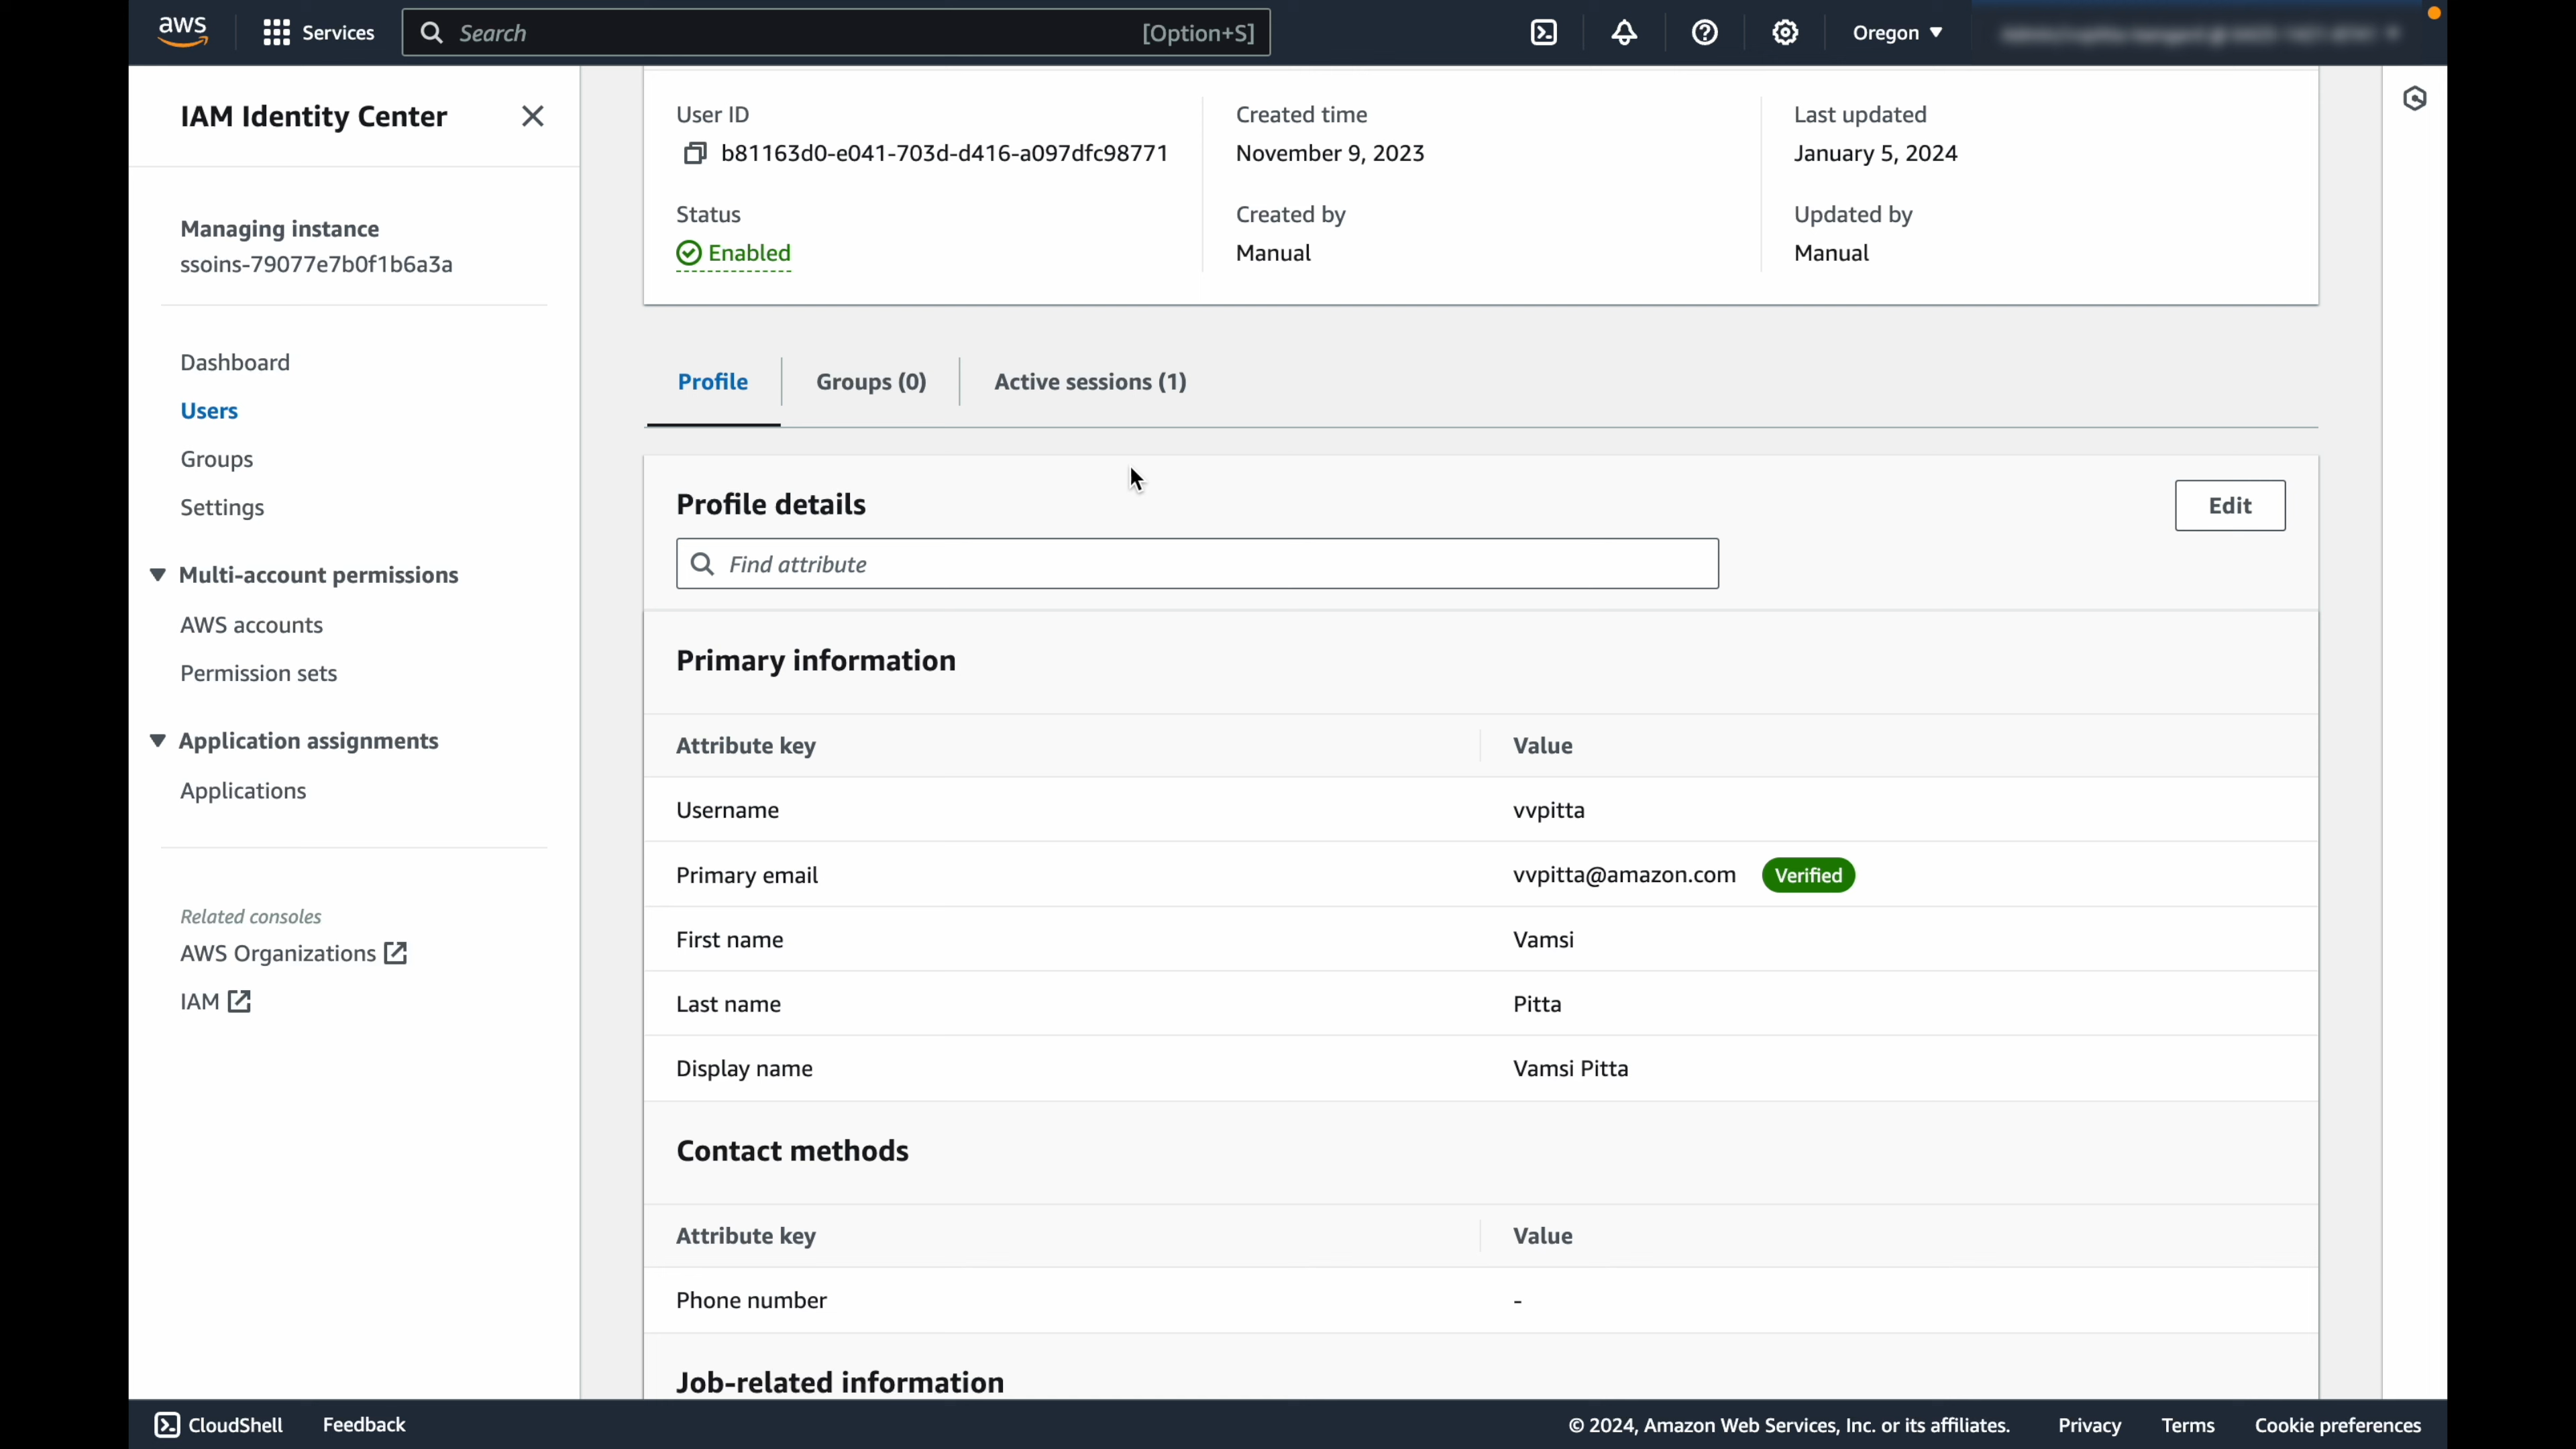 aws
Services
Search
[Option+S]
Oregon
IAM Identity Center
Managing instance
ssoins-79077e7b0f1b6a3a
Dashboard
Users
Groups
Settings
Multi-account permissions
AWS accounts
Permission sets
Application assignments
Applications
Related consoles
AWS Organizations
IAM
User ID
b81163d0-e041-703d-d416-a097dfc98771
Created time
November 9, 2023
Last updated
January 5, 2024
Status
Enabled
Created by
Manual
Updated by
Manual
Profile
Groups (0)
Active sessions (1)
Profile details
Edit
Find attribute
Primary information
Attribute key
Value
Username
vvpitta
Primary email
vvpitta@amazon.com
Verified
First name
Vamsi
Last name
Pitta
Display name
Vamsi Pitta
Contact methods
Attribute key
Value
Phone number
-
Job-related information
CloudShell
Feedback
© 2024, Amazon Web Services, Inc. or its affiliates.
Privacy
Terms
Cookie preferences